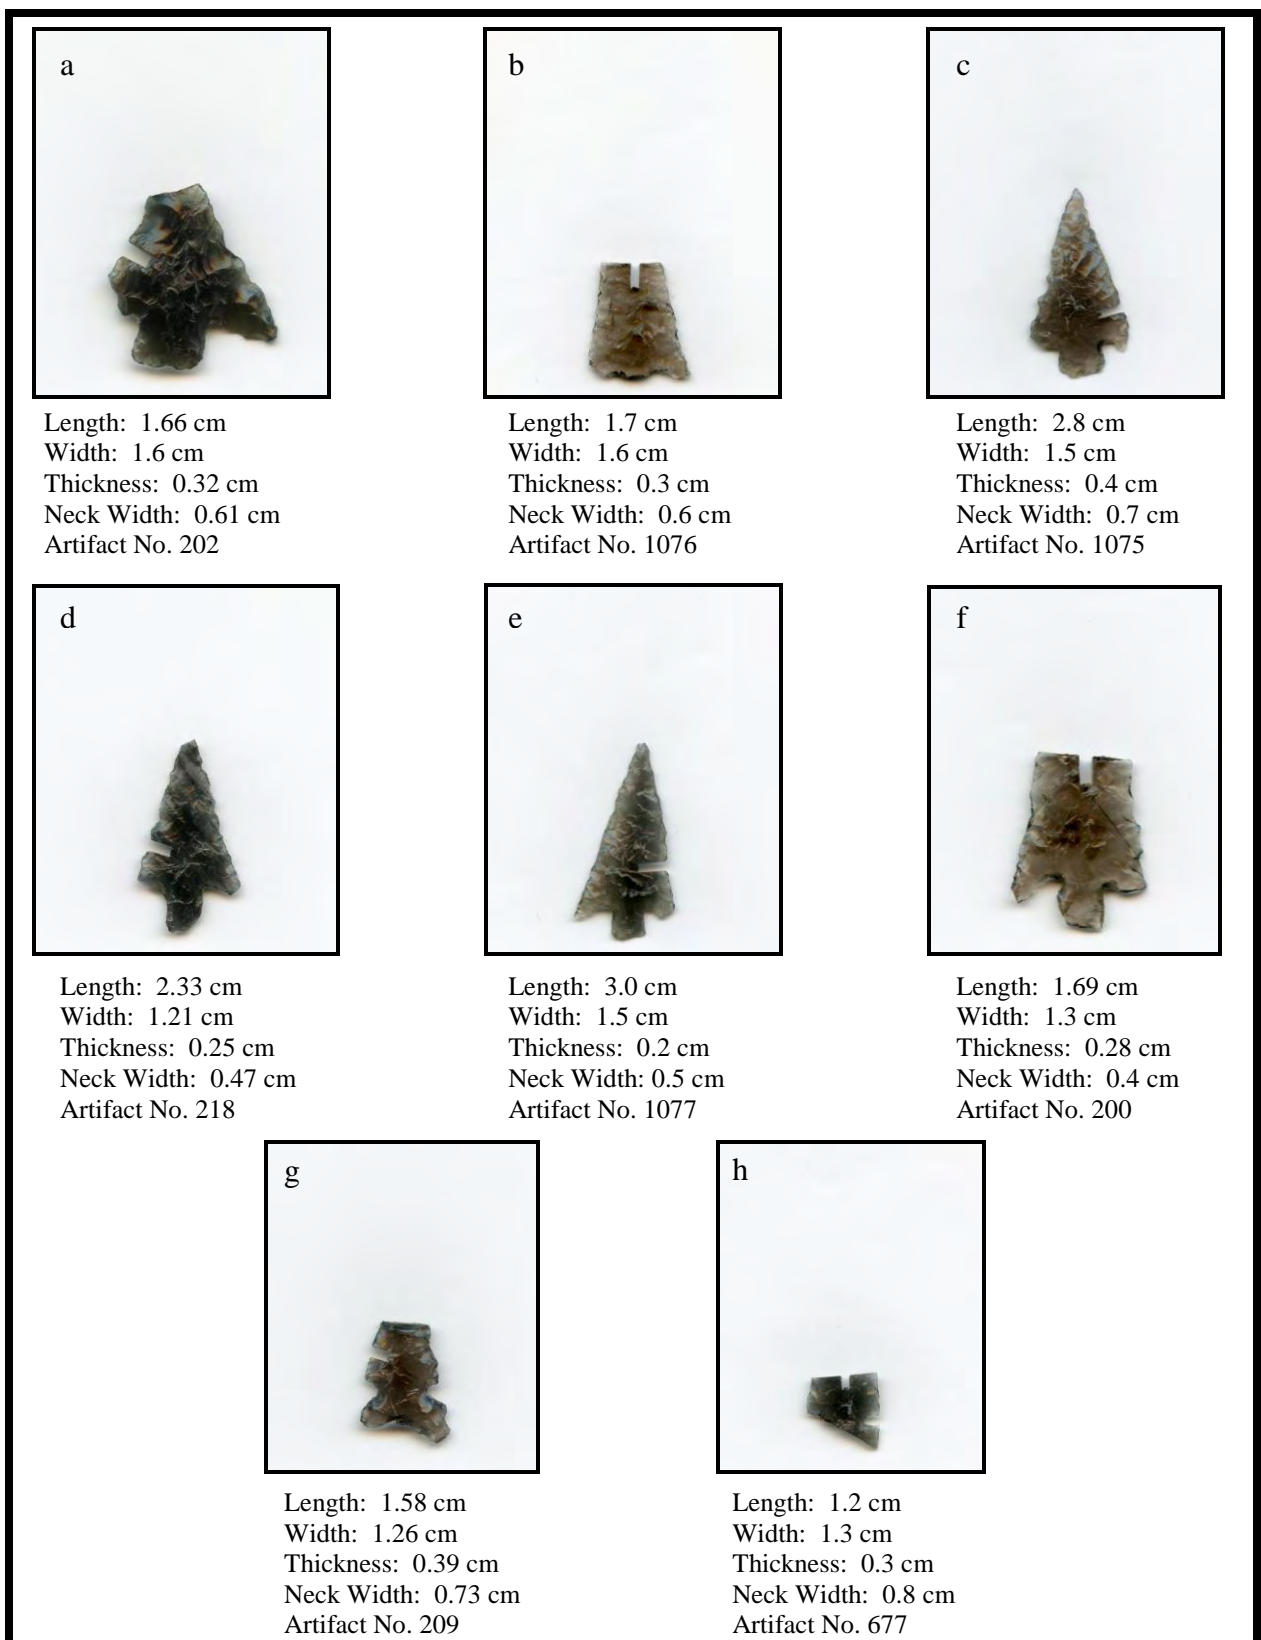 a
Length: 1.66 cm
Width: 1.6 cm
Thickness: 0.32 cm
Neck Width: 0.61 cm
Artifact No. 202
b
Length: 1.7 cm
Width: 1.6 cm
Thickness: 0.3 cm
Neck Width: 0.6 cm
Artifact No. 1076
c
Length: 2.8 cm
Width: 1.5 cm
Thickness: 0.4 cm
Neck Width: 0.7 cm
Artifact No. 1075
d
Length: 2.33 cm
Width: 1.21 cm
Thickness: 0.25 cm
Neck Width: 0.47 cm
Artifact No. 218
e
Length: 3.0 cm
Width: 1.5 cm
Thickness: 0.2 cm
Neck Width: 0.5 cm
Artifact No. 1077
f
Length: 1.69 cm
Width: 1.3 cm
Thickness: 0.28 cm
Neck Width: 0.4 cm
Artifact No. 200
g
Length: 1.58 cm
Width: 1.26 cm
Thickness: 0.39 cm
Neck Width: 0.73 cm
Artifact No. 209
h
Length: 1.2 cm
Width: 1.3 cm
Thickness: 0.3 cm
Neck Width: 0.8 cm
Artifact No. 677